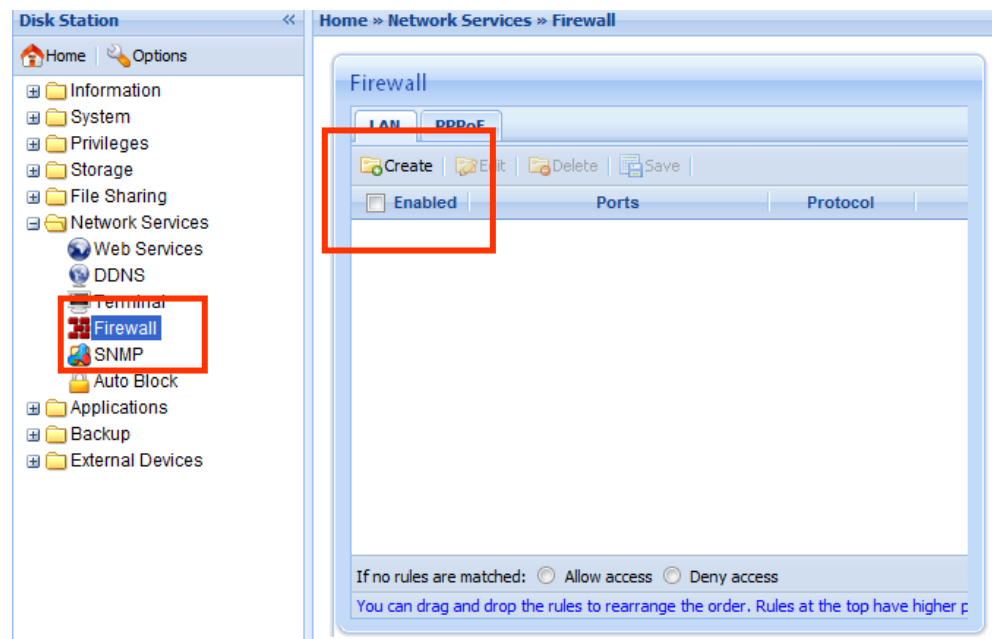 Disk Station
Home » Network Services » Firewall
Home
Options
Information
System
Privileges
Storage
File Sharing
Network Services
Web Services
DDNS
Terminal
Firewall
SNMP
Auto Block
Applications
Backup
External Devices
Firewall
LAN PPPoE
Create Edit Delete Save
Enabled Ports Protocol
If no rules are matched: Allow access Deny access
You can drag and drop the rules to rearrange the order. Rules at the top have higher